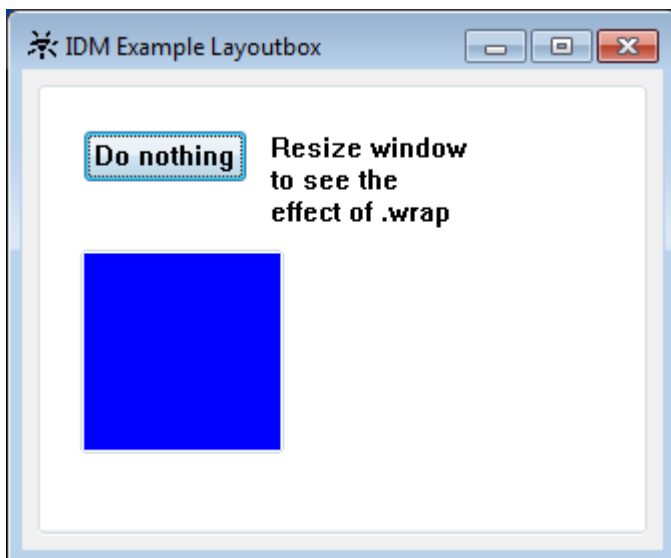 IDM Example Layoutbox
Do nothing
Resize window
to see the
effect of .wrap